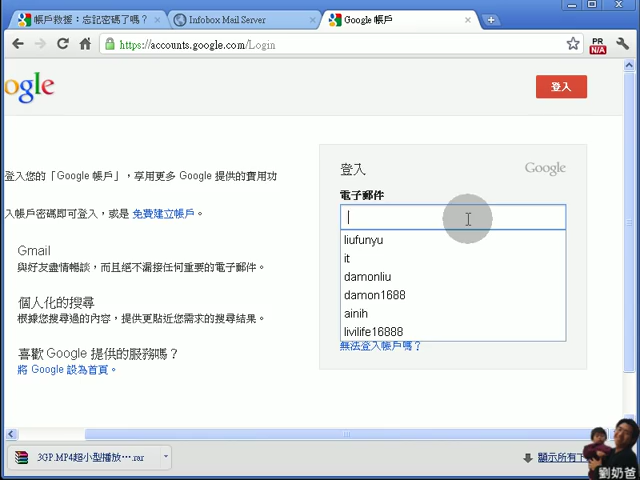 帳戶救援：忘記密碼了嗎？
Infobox Mail Server
Google 帳戶
https://accounts.google.com/Login
PR
N/A
ogle
登入
登入您的「Google 帳戶」，享用更多 Google 提供的實用功
入帳戶密碼即可登入，或是 免費建立帳戶。
Gmail
與好友盡情暢談，而且絕不漏接任何重要的電子郵件。
個人化的搜尋
根據您搜尋過的內容，提供更貼近您需求的搜尋結果。
喜歡 Google 提供的服務嗎？
將 Google 設為首頁。
登入
Google
電子郵件
liufunyu
it
damonliu
damon1688
ainih
livilife16888
無法登入帳戶嗎？
3GP.MP4超小型播放⋯.rar
顯示所有下
劉奶爸